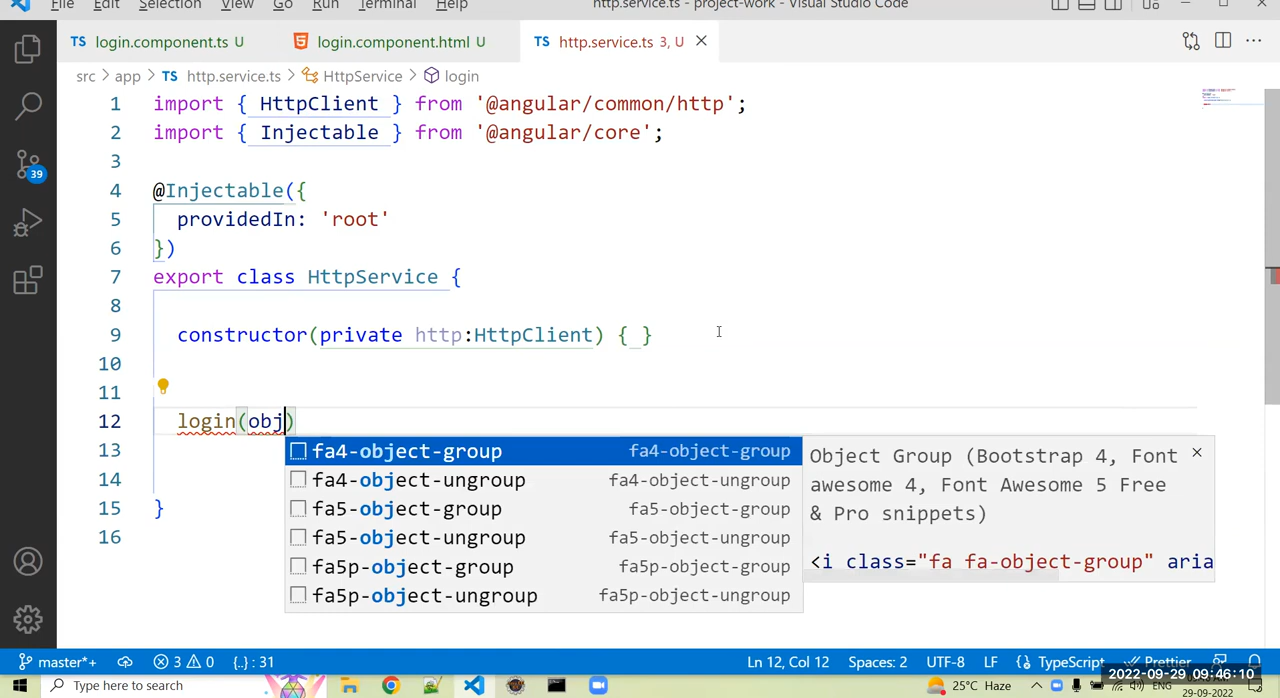 File Edit Selection View Go Run Terminal Help http.service.ts - project-work - Visual Studio Code
TS login.component.ts U login.component.html U TS http.service.ts 3, U
src > app > TS http.service.ts > HttpService > login
1 import { HttpClient } from '@angular/common/http';
2 import { Injectable } from '@angular/core';
3
4 @Injectable({
5 providedIn: 'root'
6 })
7 export class HttpService {
8
9 constructor(private http:HttpClient) { }
10
11
12 login(obj)
13
14
15 }
16
39
fa4-object-group fa4-object-group
fa4-object-ungroup fa4-object-ungroup
fa5-object-group fa5-object-group
fa5-object-ungroup fa5-object-ungroup
fa5p-object-group fa5p-object-group
fa5p-object-ungroup fa5p-object-ungroup
Object Group (Bootstrap 4, Font
awesome 4, Font Awesome 5 Free
& Pro snippets)
<i class="fa fa-object-group" aria
master*+ 3 0 {..} : 31 Ln 12, Col 12 Spaces: 2 UTF-8 LF TypeScript Prettier
Type here to search 25°C Haze ENG
2022-09-29 09:46:10
29-09-2022